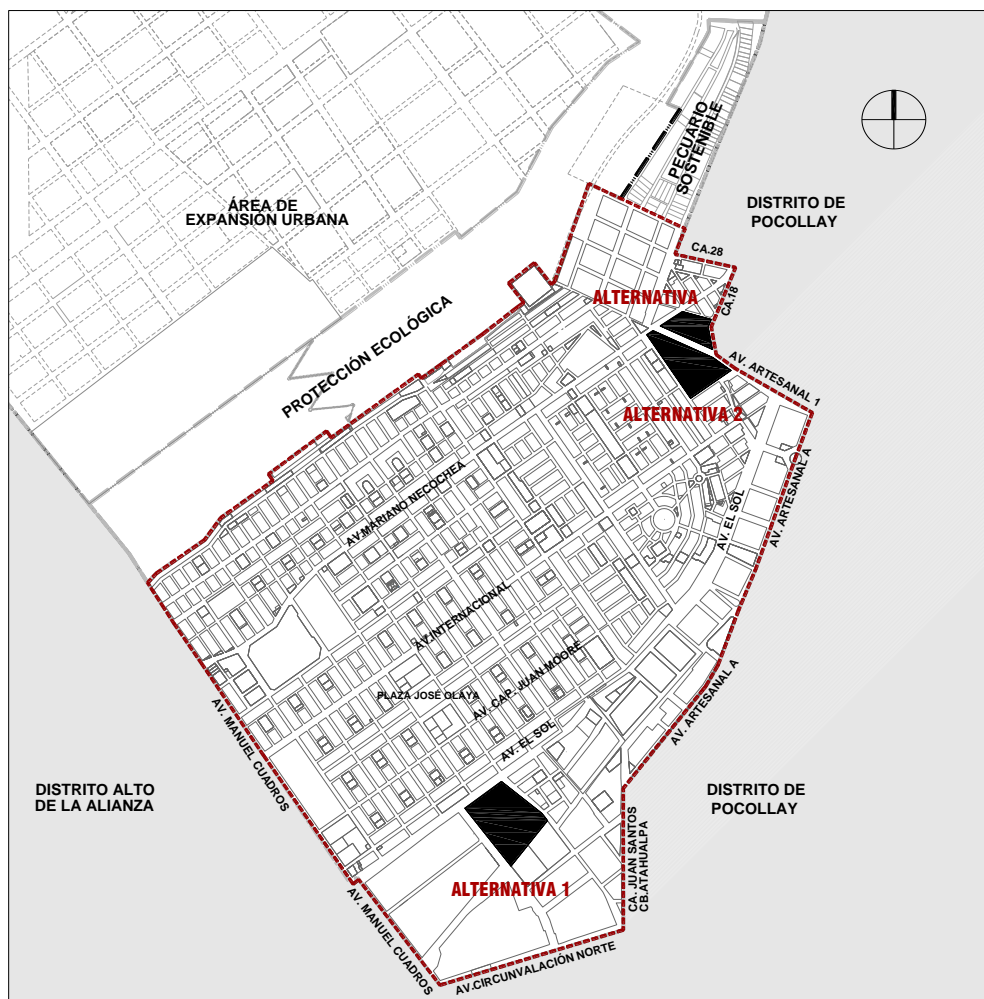 PECUARIO
SOSTENIBLE
ÁREA DE
EXPANSIÓN URBANA
DISTRITO DE
POCOLLAY
CA.28
CA.18
ALTERNATIVA
PROTECCIÓN ECOLÓGICA
AV. ARTESANAL 1
ALTERNATIVA 2
AV. ARTESANAL A
AV. EL SOL
AV.MARIANO NECOCHEA
AV.INTERNACIONAL
AV. CAP. JUAN MOORE
PLAZA JOSÉ OLAYA
AV. ARTESANAL A
AV. MANUEL CUADROS
AV. EL SOL
DISTRITO ALTO
DE LA ALIANZA
DISTRITO DE
POCOLLAY
CA. JUAN SANTOS
CB.ATAHUALPA
ALTERNATIVA 1
AV. MANUEL CUADROS
AV.CIRCUNVALACIÓN NORTE